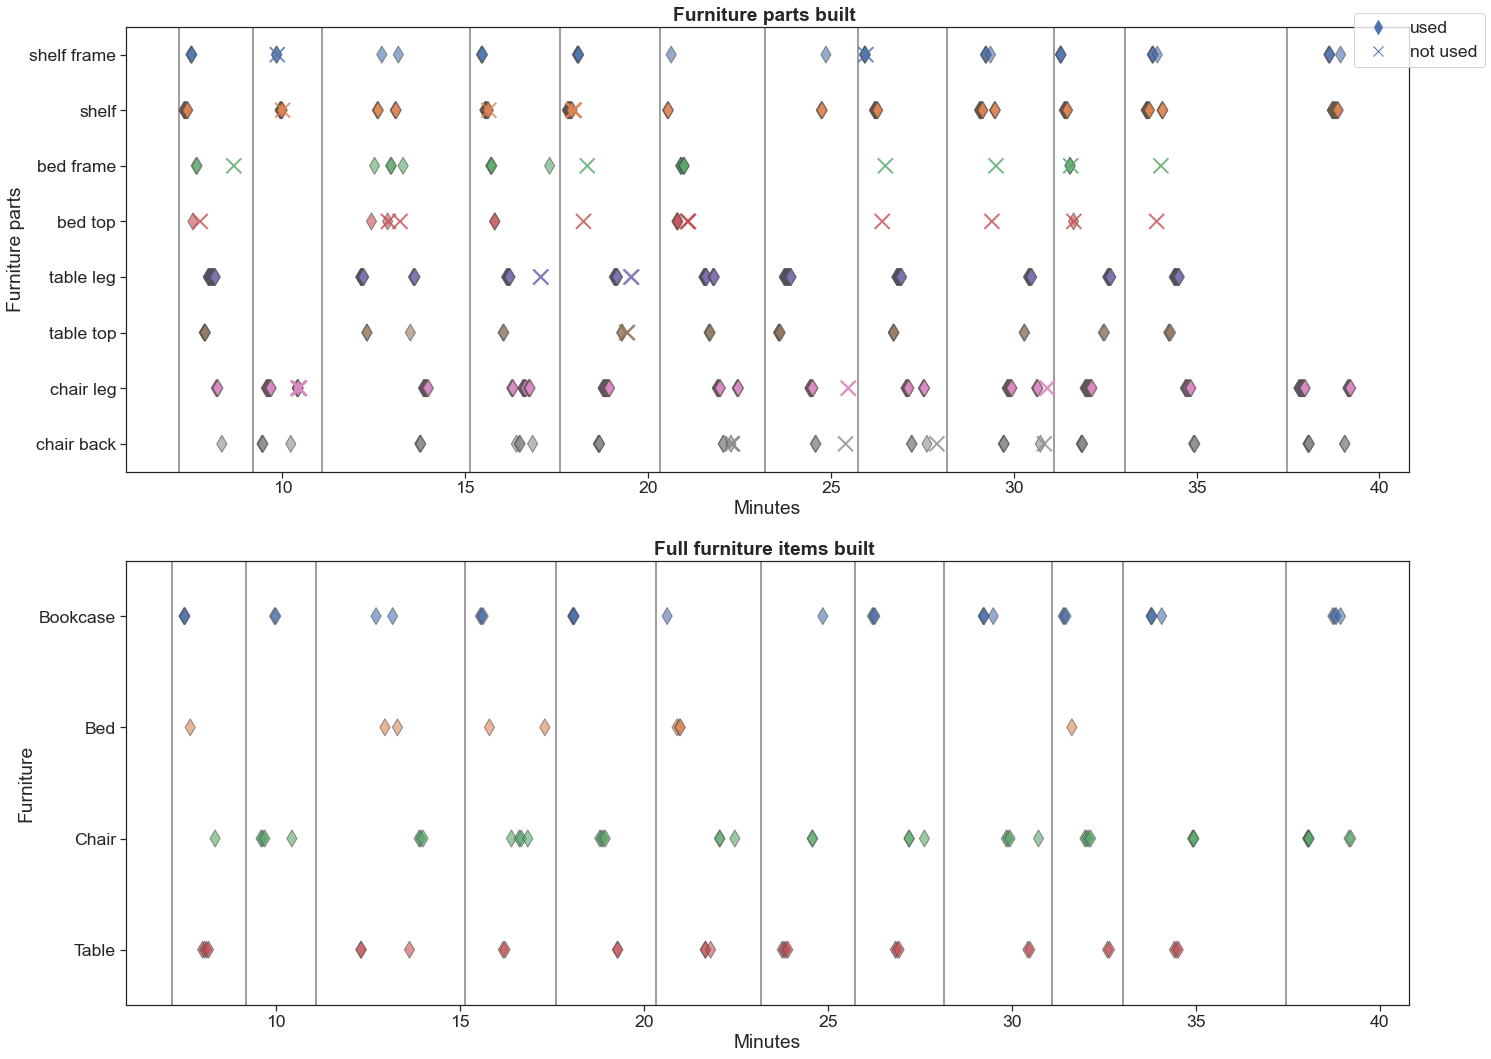 Furniture parts built
used
not used
Furniture parts
shelf frame
shelf
bed frame
bed top
table leg
table top
chair leg
chair back
10 15 20 25 30 35 40
Minutes
Full furniture items built
Furniture
Bookcase
Bed
Chair
Table
10 15 20 25 30 35 40
Minutes